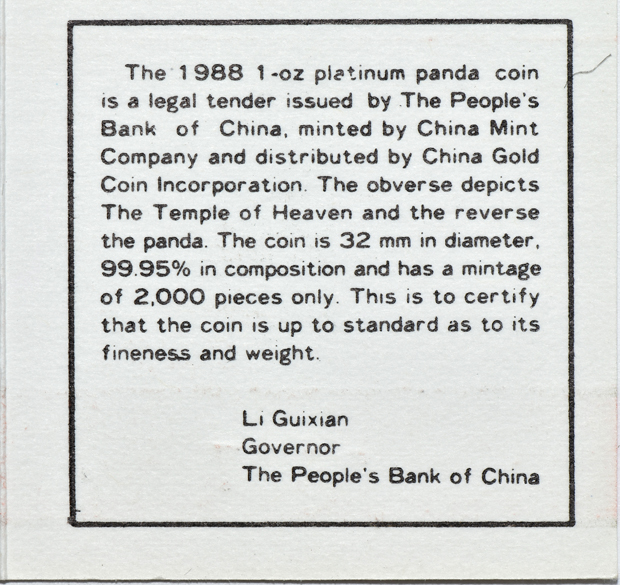 The 1988 1-oz platinum panda coin
is a legal tender issued by The People's
Bank of China, minted by China Mint
Company and distributed by China Gold
Coin Incorporation. The obverse depicts
The Temple of Heaven and the reverse
the panda. The coin is 32 mm in diameter,
99.95% in composition and has a mintage
of 2,000 pieces only. This is to certify
that the coin is up to standard as to its
fineness and weight.
Li Guixian
Governor
The People's Bank of China